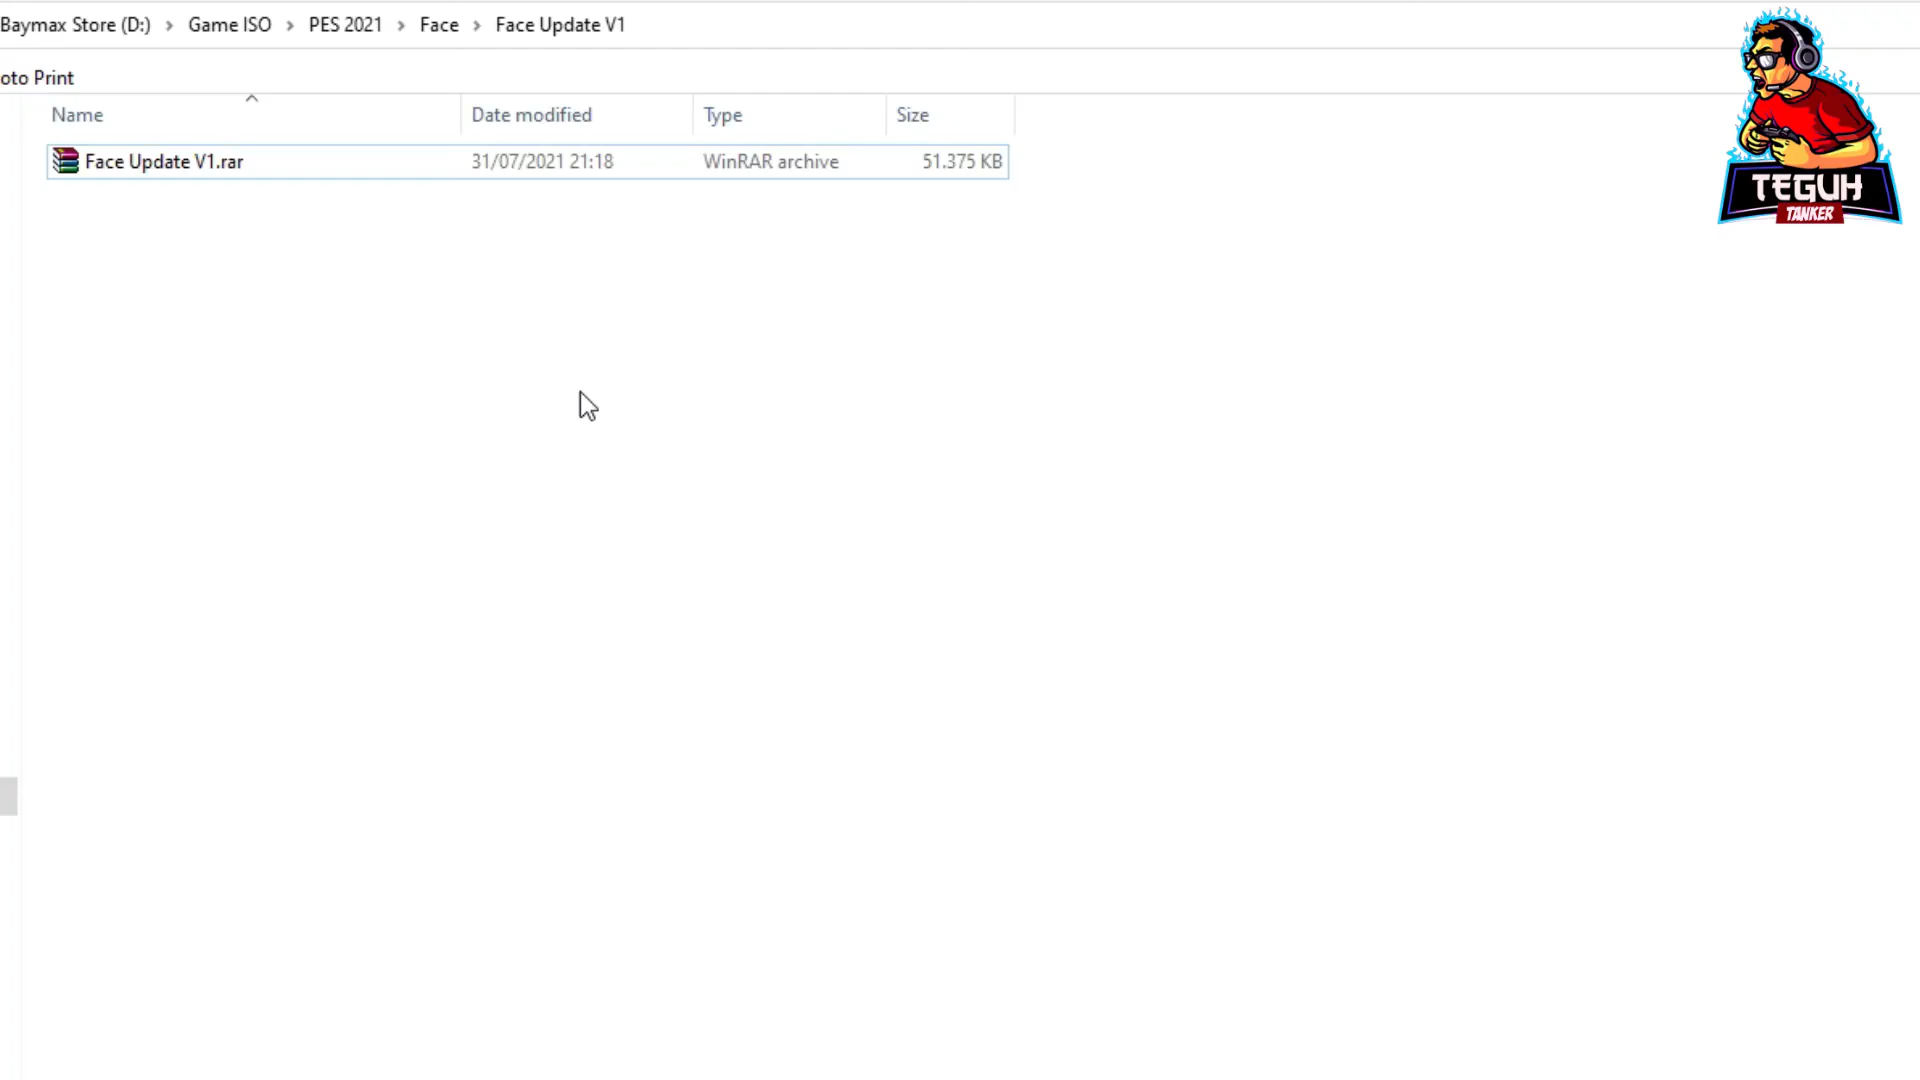 Baymax Store (D:) > Game ISO > PES 2021 > Face > Face Update V1
oto Print
Name Date modified Type Size
Face Update V1.rar 31/07/2021 21:18 WinRAR archive 51.375 KB
TEGUH
TANKER